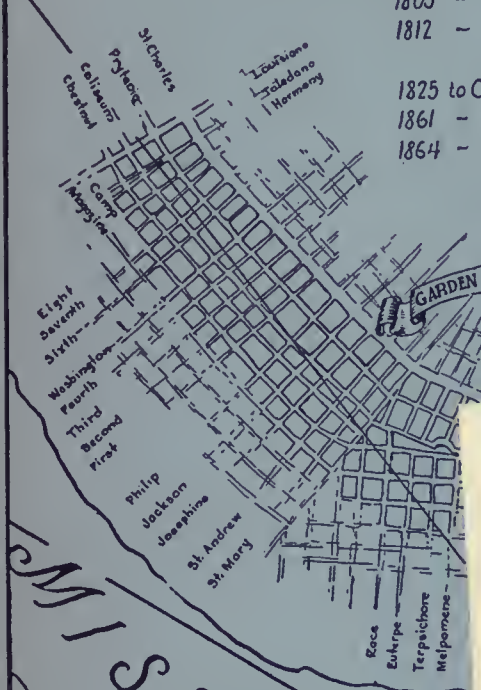 1803 -
1812 -
1825 to C
1861 -
1864 -
St. Charles
Prytania
Coliseum
Chestnut
Louisiana
Toledano
Harmony
Camp
Magazine
GARDEN
Eight
Seventh
Sixth
Washington
Fourth
Third
Second
First
Philip
Jackson
Josephine
St. Andrew
St. Mary
Race
Euterpe
Terpsichore
Melpomene
MIS